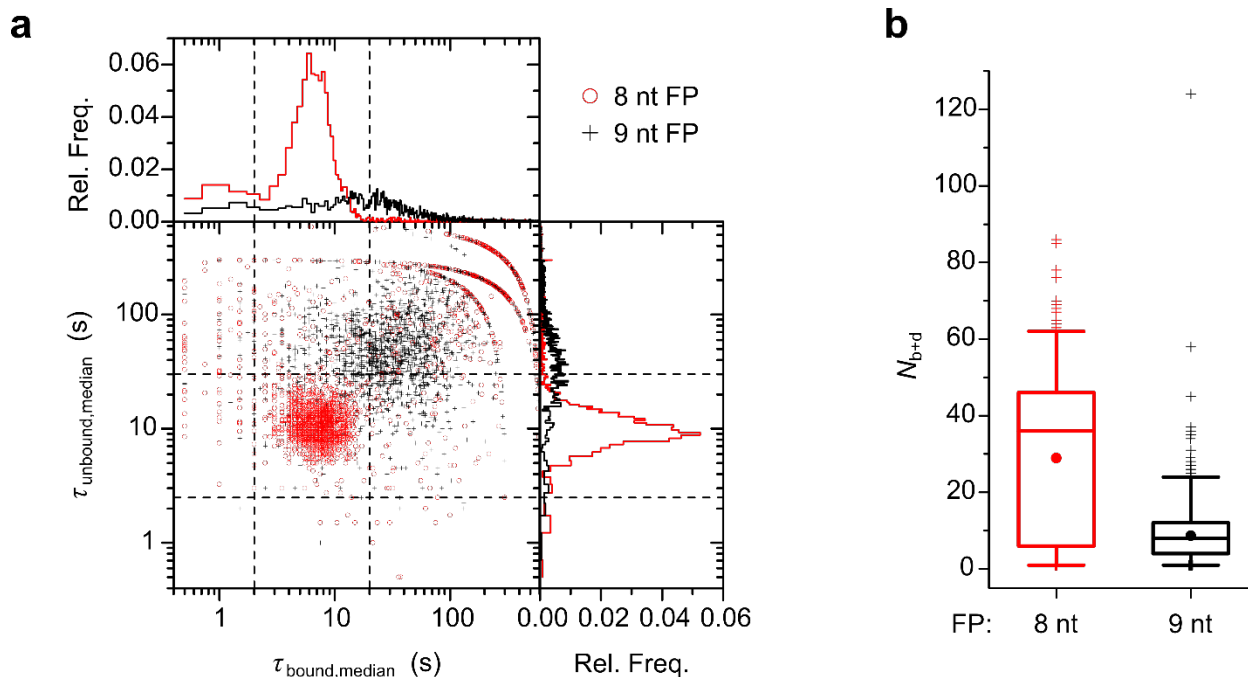 a
b
Rel. Freq.
0.06
0.04
0.02
0.00
8 nt FP
9 nt FP
τunbound,median (s)
100
10
1
1
10
100
0.00
0.02
0.04
0.06
τbound,median (s)
Rel. Freq.
Nb+d
120
100
80
60
40
20
0
FP:
8 nt
9 nt